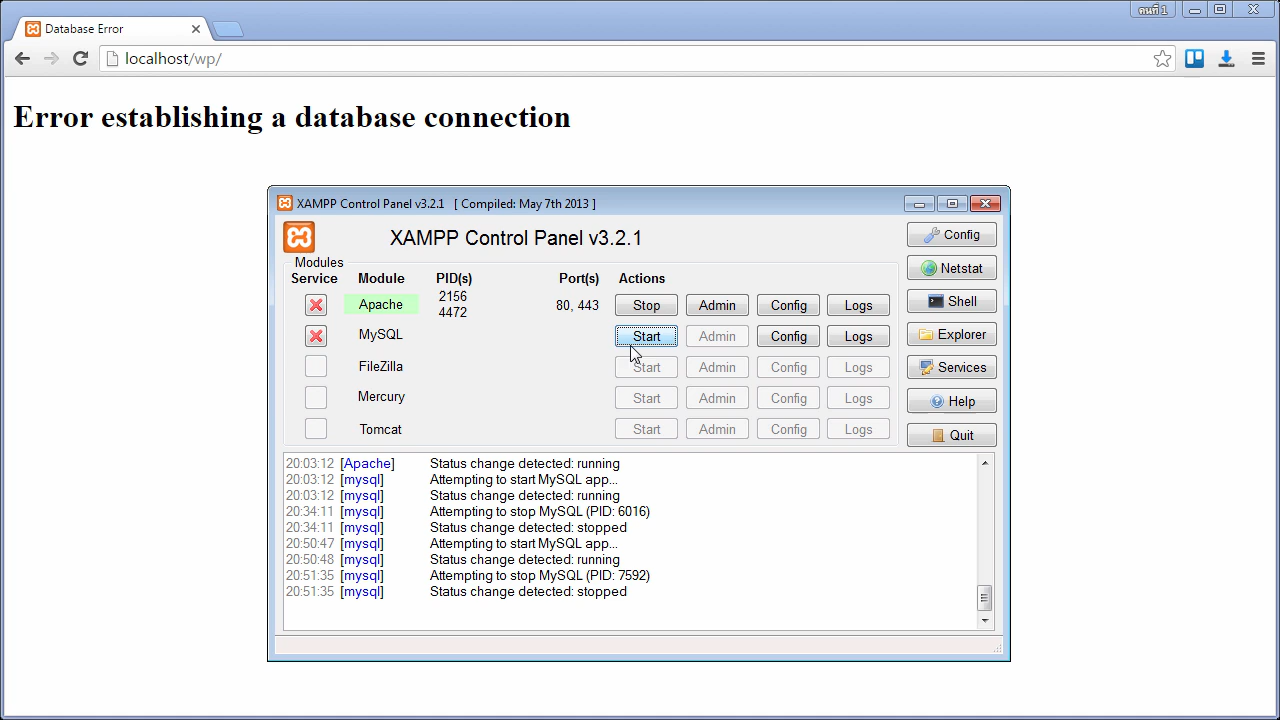 คนที่ 1
Database Error
localhost/wp/
Error establishing a database connection
XAMPP Control Panel v3.2.1 [ Compiled: May 7th 2013 ]
XAMPP Control Panel v3.2.1
Config
Modules
Service Module PID(s) Port(s) Actions
Netstat
Apache 2156 4472 80, 443 Stop Admin Config Logs
Shell
MySQL Start Admin Config Logs
Explorer
FileZilla Start Admin Config Logs
Services
Mercury Start Admin Config Logs
Help
Tomcat Start Admin Config Logs
Quit
20:03:12 [Apache] Status change detected: running
20:03:12 [mysql] Attempting to start MySQL app...
20:03:12 [mysql] Status change detected: running
20:34:11 [mysql] Attempting to stop MySQL (PID: 6016)
20:34:11 [mysql] Status change detected: stopped
20:50:47 [mysql] Attempting to start MySQL app...
20:50:48 [mysql] Status change detected: running
20:51:35 [mysql] Attempting to stop MySQL (PID: 7592)
20:51:35 [mysql] Status change detected: stopped